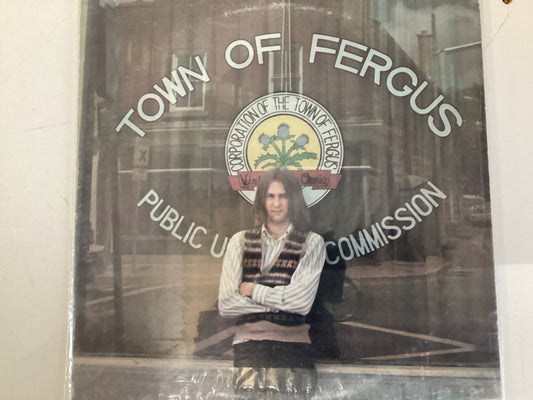 TOWN OF FERGUS
CORPORATION OF THE TOWN OF FERGUS
PUBLIC U
COMMISSION